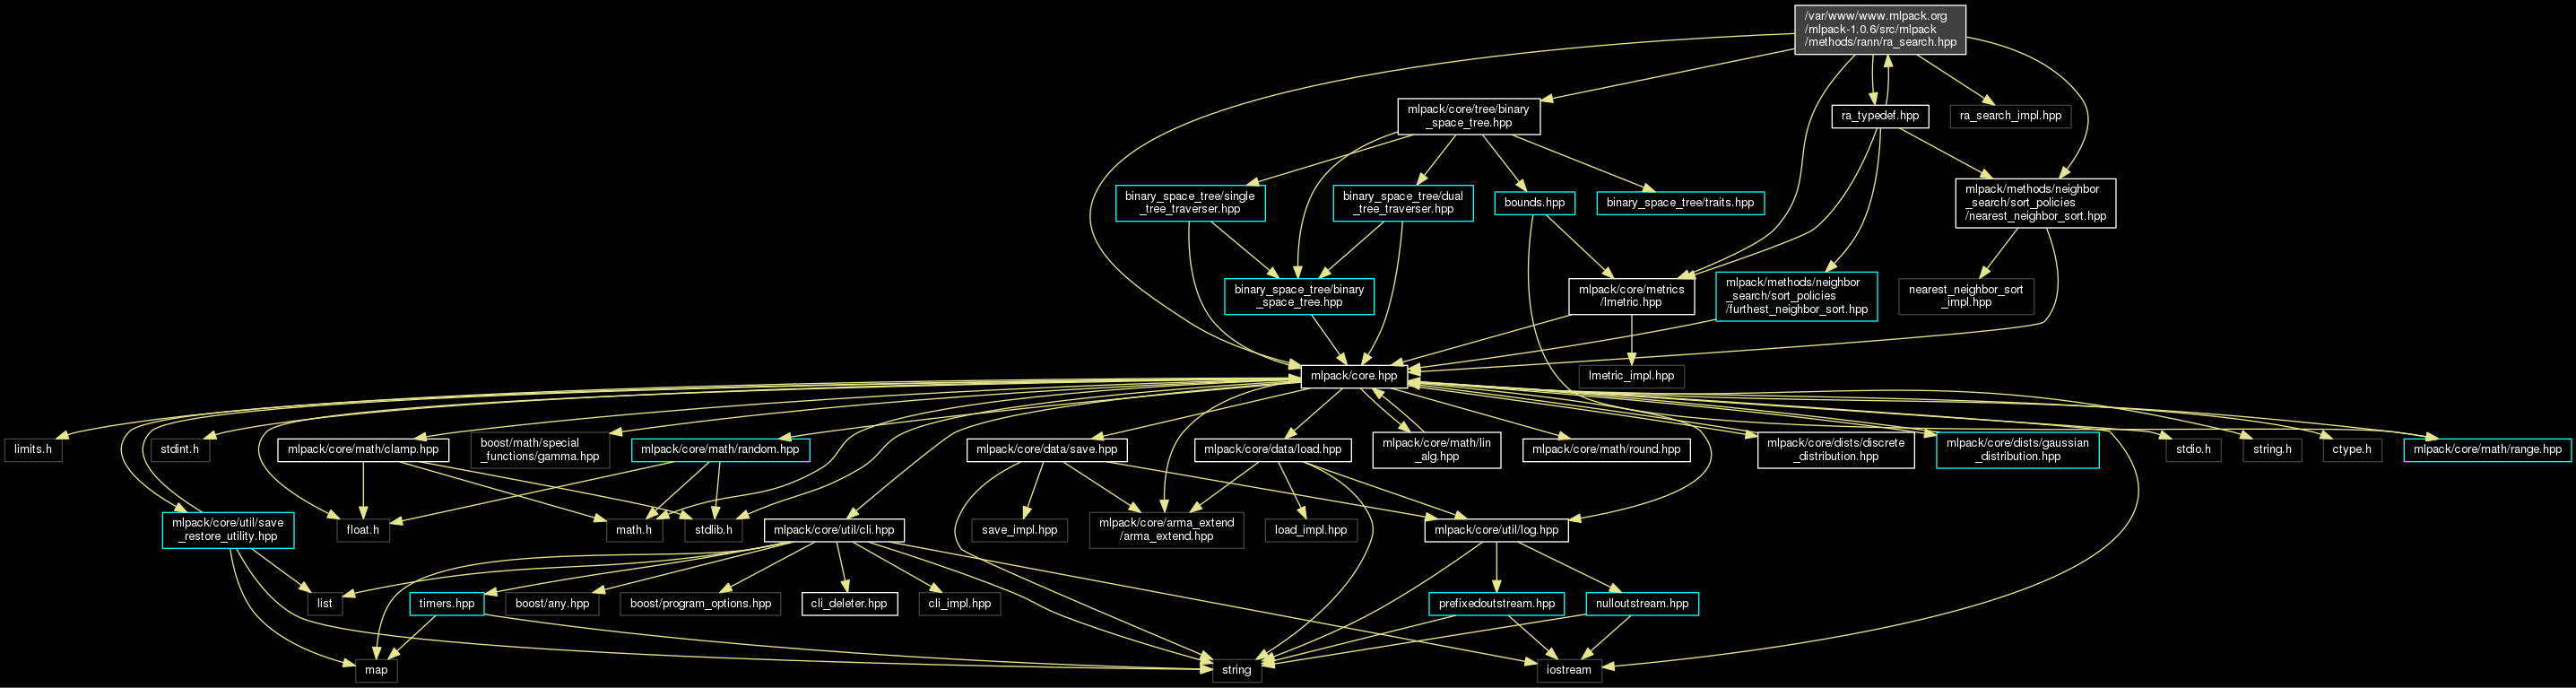 /var/www/www.mlpack.org
/mlpack-1.0.6/src/mlpack
/methods/rann/ra_search.hpp
mlpack/core/tree/binary
_space_tree.hpp
ra_typedef.hpp
ra_search_impl.hpp
binary_space_tree/single
_tree_traverser.hpp
binary_space_tree/dual
_tree_traverser.hpp
bounds.hpp
binary_space_tree/traits.hpp
mlpack/methods/neighbor
_search/sort_policies
/nearest_neighbor_sort.hpp
binary_space_tree/binary
_space_tree.hpp
mlpack/core/metrics
/lmetric.hpp
mlpack/methods/neighbor
_search/sort_policies
/furthest_neighbor_sort.hpp
nearest_neighbor_sort
_impl.hpp
mlpack/core.hpp
lmetric_impl.hpp
limits.h
stdint.h
mlpack/core/math/clamp.hpp
boost/math/special
_functions/gamma.hpp
mlpack/core/math/random.hpp
mlpack/core/data/save.hpp
mlpack/core/data/load.hpp
mlpack/core/math/lin
_alg.hpp
mlpack/core/math/round.hpp
mlpack/core/dists/discrete
_distribution.hpp
mlpack/core/dists/gaussian
_distribution.hpp
stdio.h
string.h
ctype.h
mlpack/core/math/range.hpp
mlpack/core/util/save
_restore_utility.hpp
float.h
math.h
stdlib.h
mlpack/core/util/cli.hpp
save_impl.hpp
mlpack/core/arma_extend
/arma_extend.hpp
load_impl.hpp
mlpack/core/util/log.hpp
list
timers.hpp
boost/any.hpp
boost/program_options.hpp
cli_deleter.hpp
cli_impl.hpp
prefixedoutstream.hpp
nulloutstream.hpp
map
string
iostream